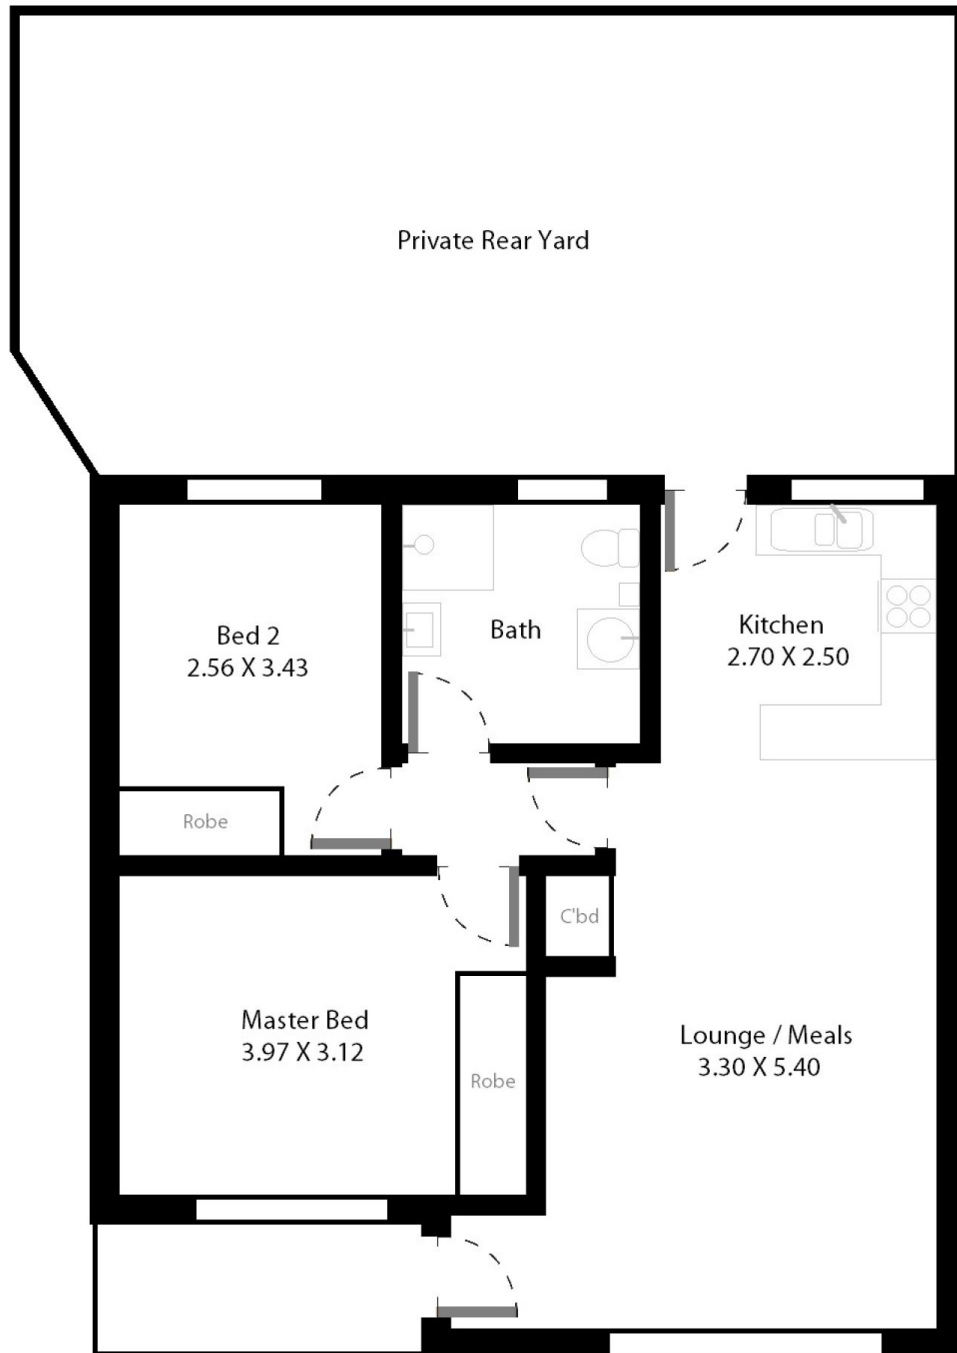 Private Rear Yard
Bed 2
2.56 X 3.43
Bath
Kitchen
2.70 X 2.50
Robe
C'bd
Master Bed
3.97 X 3.12
Robe
Lounge / Meals
3.30 X 5.40